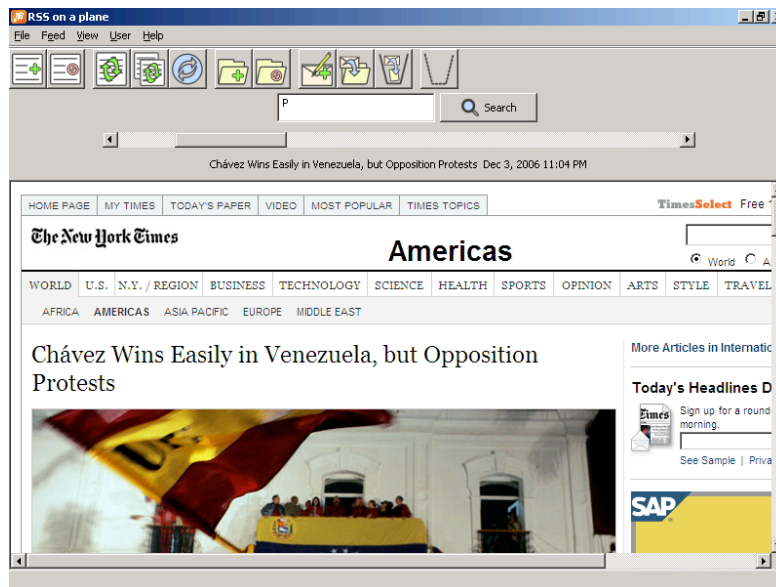 RSS on a plane
File Feed View User Help
P
Search
Chávez Wins Easily in Venezuela, but Opposition Protests Dec 3, 2006 11:04 PM
HOME PAGE MY TIMES TODAY'S PAPER VIDEO MOST POPULAR TIMES TOPICS TimesSelect Free
The New York Times
Americas
World A
WORLD U.S. N.Y. / REGION BUSINESS TECHNOLOGY SCIENCE HEALTH SPORTS OPINION ARTS STYLE TRAVEL
AFRICA AMERICAS ASIA PACIFIC EUROPE MIDDLE EAST
Chávez Wins Easily in Venezuela, but Opposition
Protests
More Articles in Internatio
Today's Headlines D
Times
Sign up for a round
morning.
See Sample | Priva
SAP